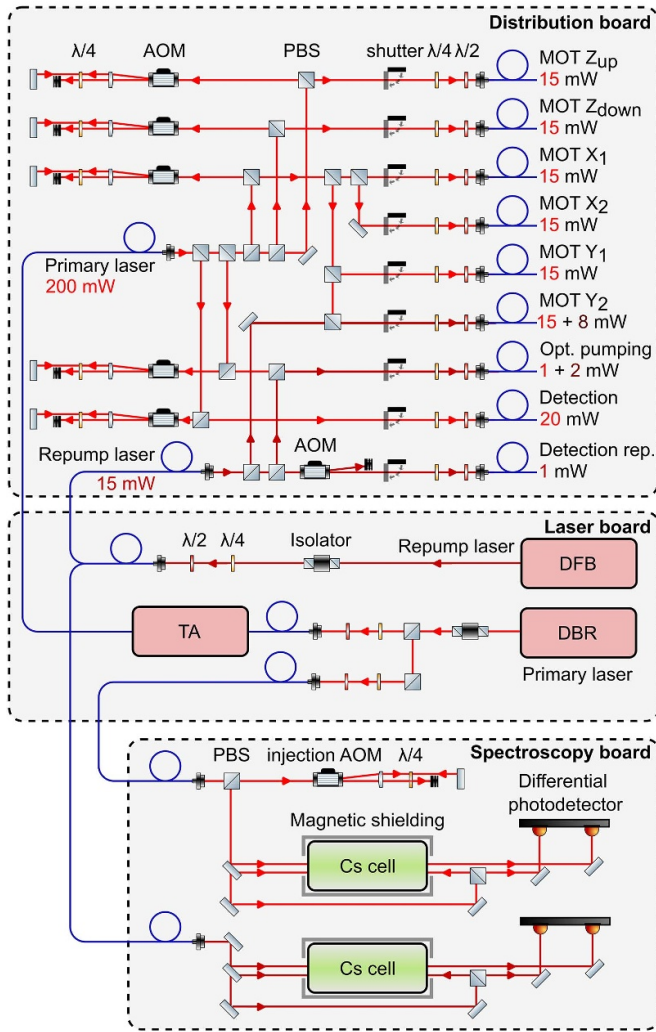 Distribution board
λ/4 AOM PBS shutter λ/4 λ/2
MOT Zup
15 mW
MOT Zdown
15 mW
MOT X1
15 mW
MOT X2
15 mW
Primary laser
200 mW
MOT Y1
15 mW
MOT Y2
15 + 8 mW
Opt. pumping
1 + 2 mW
Detection
20 mW
Repump laser
15 mW
AOM
Detection rep.
1 mW
Laser board
λ/2 λ/4 Isolator Repump laser
DFB
TA
DBR
Primary laser
Spectroscopy board
PBS injection AOM λ/4
Differential
photodetector
Magnetic shielding
Cs cell
Cs cell